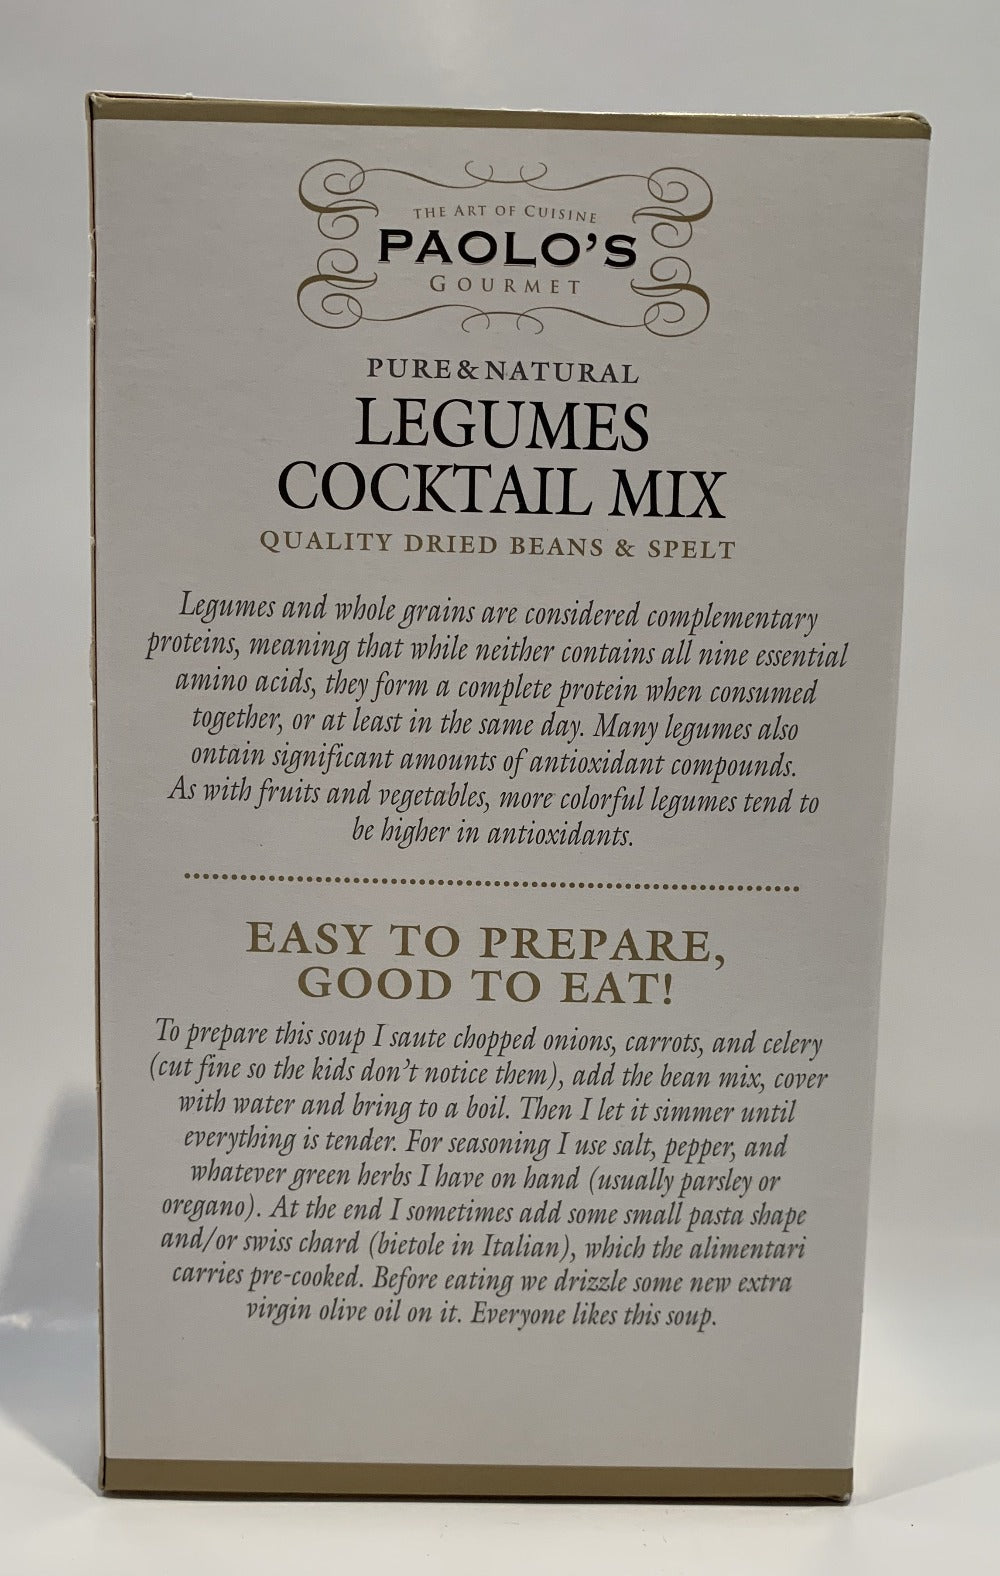 THE ART OF CUISINE
PAOLO'S
GOURMET
PURE&NATURAL
LEGUMES
COCKTAIL MIX
QUALITY DRIED BEANS & SPELT
Legumes and whole grains are considered complementary
proteins, meaning that while neither contains all nine essential
amino acids, they form a complete protein when consumed
together, or at least in the same day. Many legumes also
ontain significant amounts of antioxidant compounds.
As with fruits and vegetables, more colorful legumes tend to
be higher in antioxidants.
EASY TO PREPARE,
GOOD TO EAT!
To prepare this soup I saute chopped onions, carrots, and celery
(cut fine so the kids don't notice them), add the bean mix, cover
with water and bring to a boil. Then I let it simmer until
everything is tender. For seasoning I use salt, pepper, and
whatever green herbs I have on hand (usually parsley or
oregano). At the end I sometimes add some small pasta shape
and/or swiss chard (bietole in Italian), which the alimentari
carries pre-cooked. Before eating we drizzle some new extra
virgin olive oil on it. Everyone likes this soup.